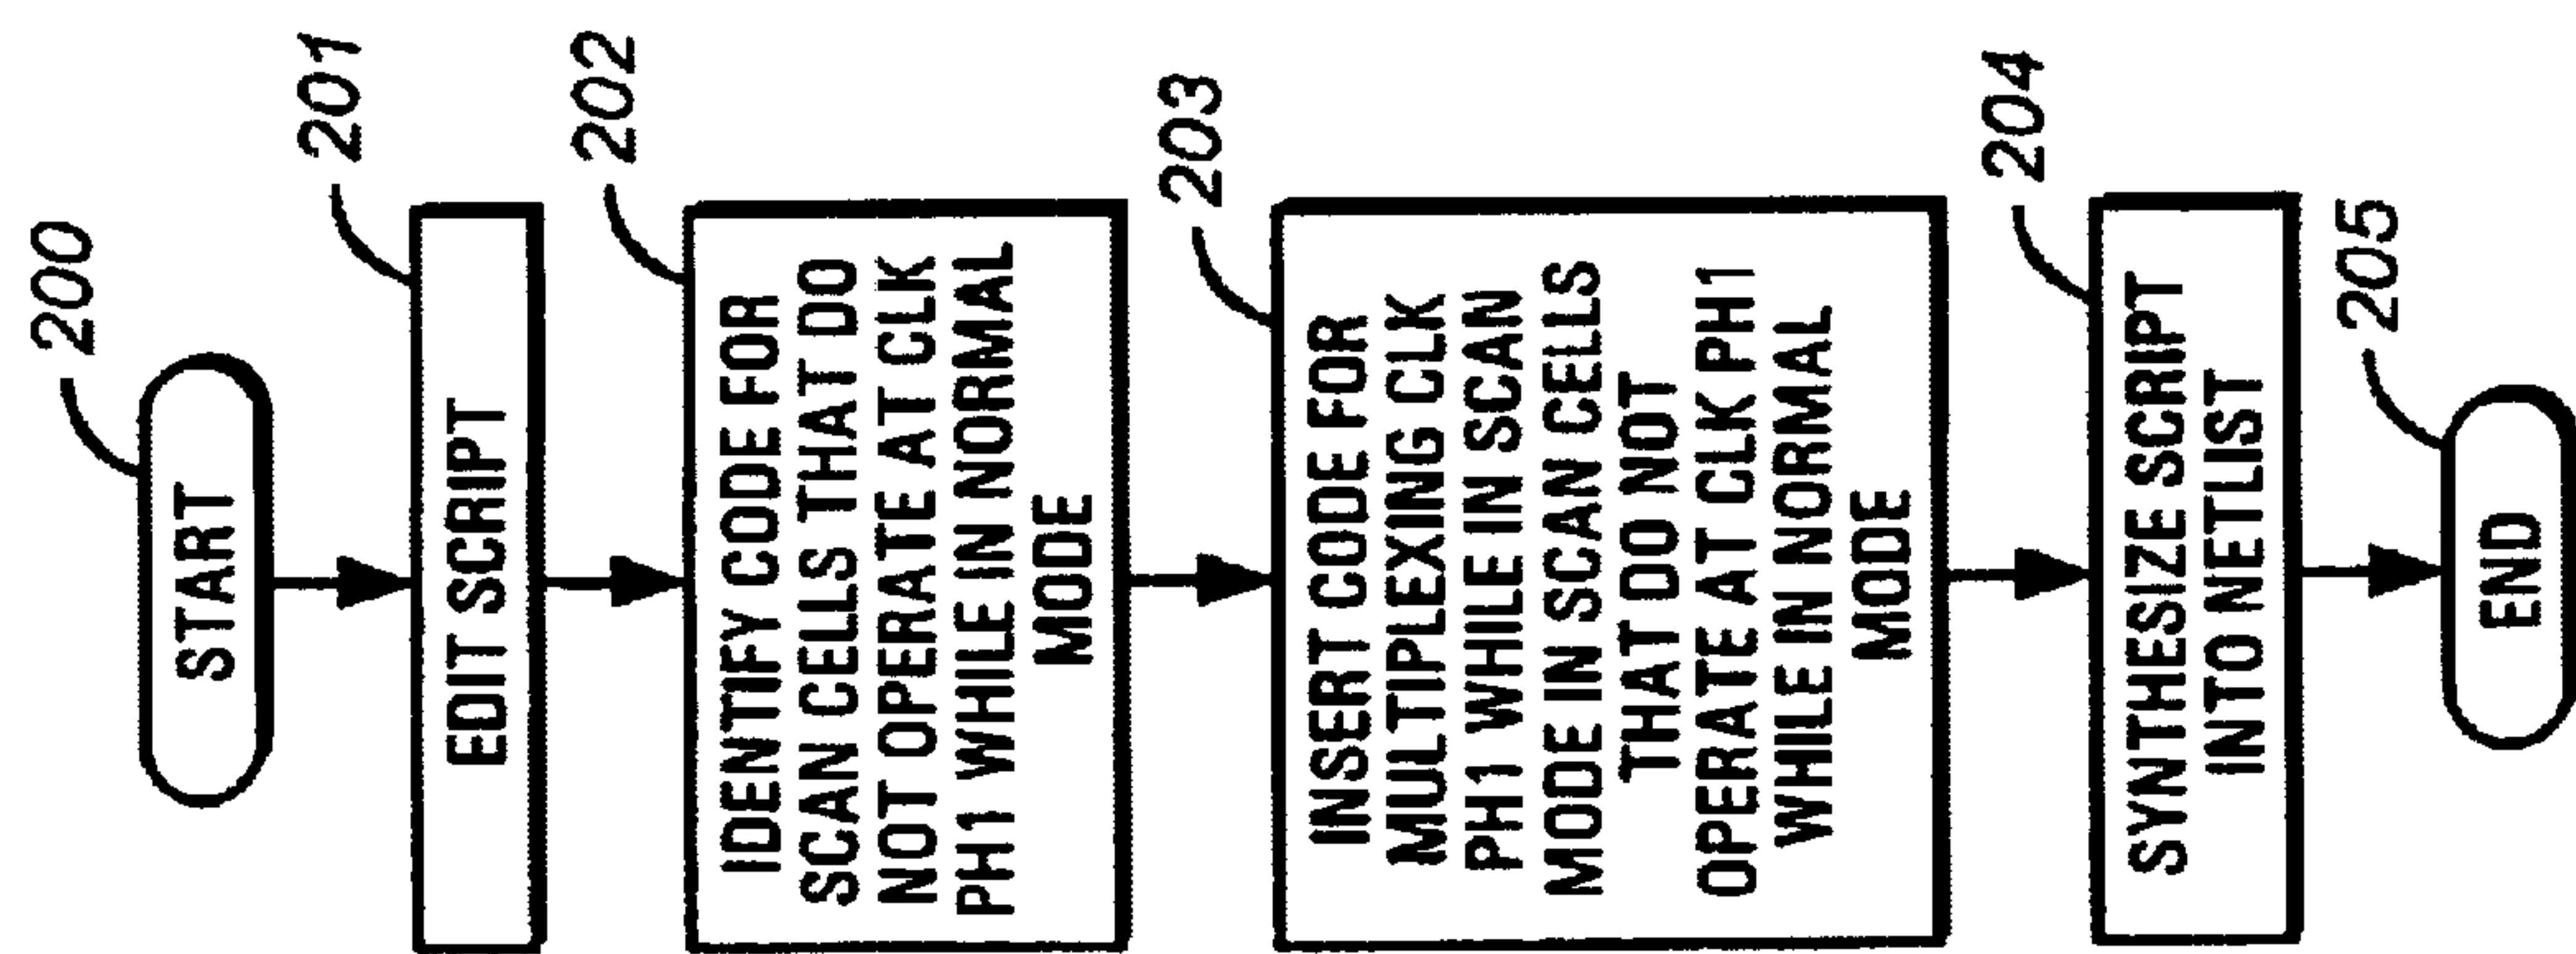 200
START
201
EDIT SCRIPT
202
IDENTIFY CODE FOR
SCAN CELLS THAT DO
NOT OPERATE AT CLK
PH1 WHILE IN NORMAL
MODE
203
INSERT CODE FOR
MULTIPLEXING CLK
PH1 WHILE IN SCAN
MODE IN SCAN CELLS
THAT DO NOT
OPERATE AT CLK PH1
WHILE IN NORMAL
MODE
204
SYNTHESIZE SCRIPT
INTO NETLIST
205
END